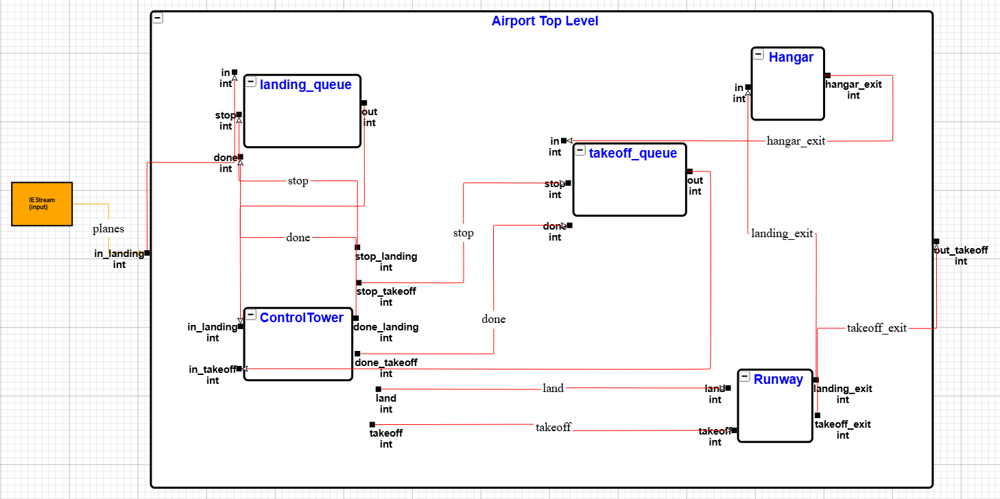 Airport Top Level
Hangar
hangar_exit
int
in
int
in
int
landing_queue
stop
int
out
int
done
int
in
int
takeoff_queue
hangar_exit
stop
int
out
int
done
int
stop
IEStream
(input)
planes
in_landing
int
done
stop_landing
int
stop
landing_exit
out_takeoff
int
stop_takeoff
int
ControlTower
in_landing
int
done_landing
int
done
takeoff_exit
in_takeoff
int
done_takeoff
int
land
int
land
land
int
Runway
landing_exit
int
takeoff
int
takeoff
takeoff
int
takeoff_exit
int